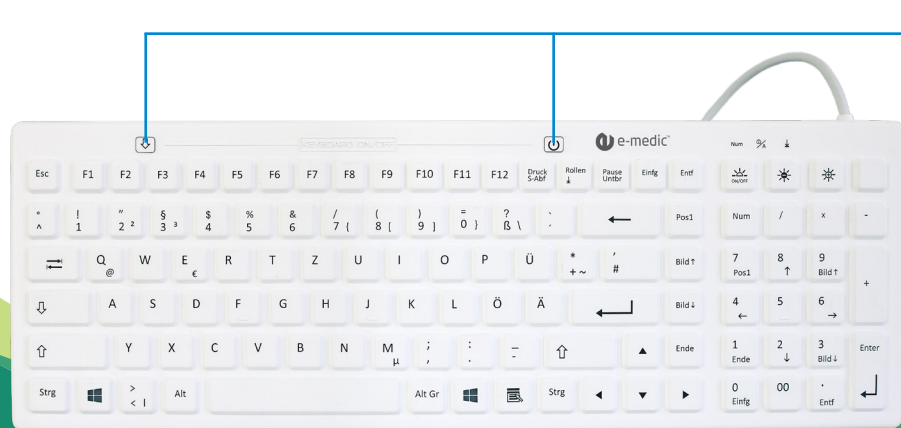 KEYBOARD ON/OFF
e-medic™
Num
Esc F1 F2 F3 F4 F5 F6 F7 F8 F9 F10 F11 F12 Druck S-Abf Rollen ⤓ Pause Untbr Einfg Entf ON/OFF
° ^ ! 1 " 2 ² § 3 ³ $ 4 % 5 & 6 / 7 { ( 8 [ ) 9 ] = 0 } ? ß \ ← Pos1 Num / x -
Q @ W E € R T Z U I O P Ü * + ~ ' # Bild↑ 7 Pos1 8 ↑ 9 Bild↑ +
A S D F G H J K L Ö Ä Bild↓ 4 ← 5 6 →
Y X C V B N M µ ; , : . _ - ▲ Ende 1 Ende 2 ↓ 3 Bild↓ Enter
Strg > < | Alt Alt Gr Strg ◄ ▼ ► 0 Einfg 00 . Entf